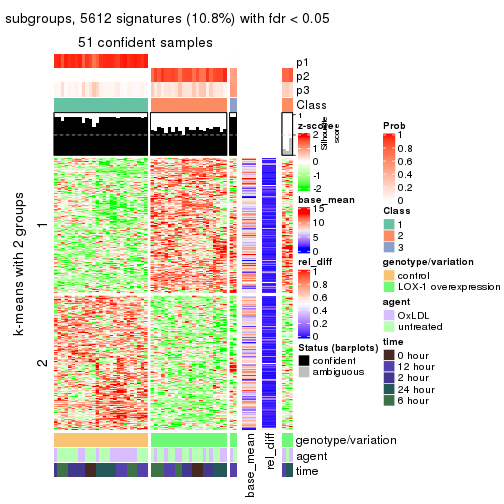 subgroups, 5612 signatures (10.8%) with fdr < 0.05
51 confident samples
p1
p2
p3
Class
1
0
Silhouette score
k-means with 2 groups
1
2
base_mean
rel_diff
genotype/variation
agent
time
z-score
2
1
0
-1
-2
base_mean
15
10
5
0
rel_diff
1
0.8
0.6
0.4
0.2
0
Status (barplots)
confident
ambiguous
Prob
1
0.8
0.6
0.4
0.2
0
Class
1
2
3
genotype/variation
control
LOX-1 overexpression
agent
OxLDL
untreated
time
0 hour
12 hour
2 hour
24 hour
6 hour